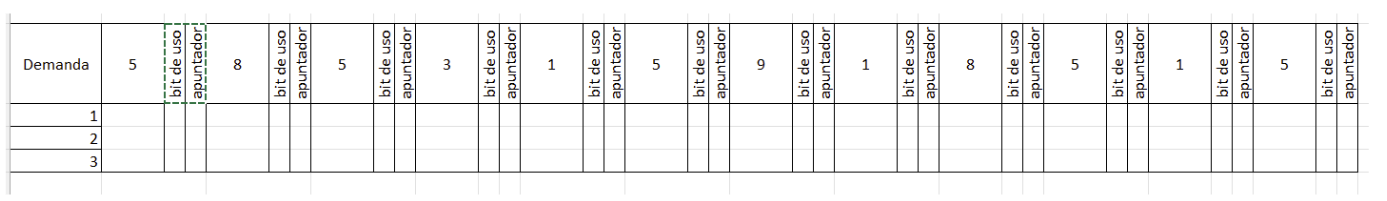 Demanda 5 bit de uso apuntador 8 bit de uso apuntador 5 bit de uso apuntador 3 bit de uso apuntador 1 bit de uso apuntador 5 bit de uso apuntador 9 bit de uso apuntador 1 bit de uso apuntador 8 bit de uso apuntador 5 bit de uso apuntador 1 bit de uso apuntador 5 bit de uso apuntador
1
2
3